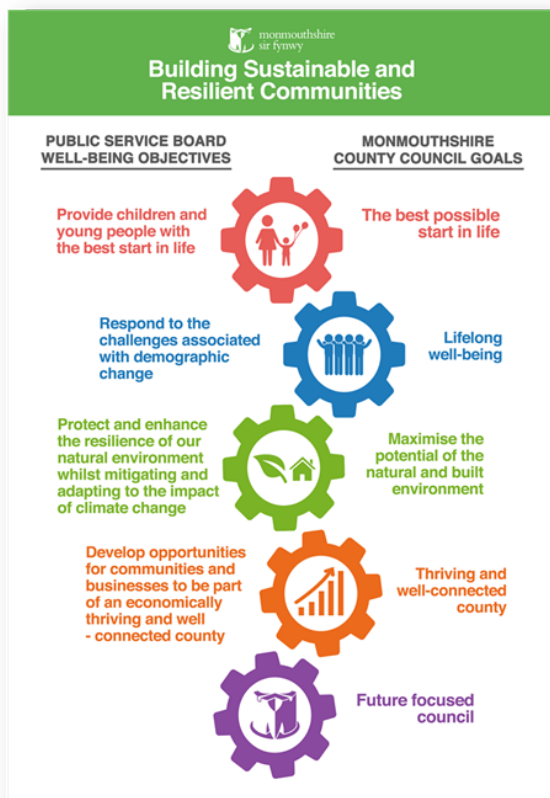 monmouthshire
sir fynwy
Building Sustainable and
Resilient Communities
PUBLIC SERVICE BOARD
WELL-BEING OBJECTIVES
MONMOUTHSHIRE
COUNTY COUNCIL GOALS
Provide children and
young people with
the best start in life
The best possible
start in life
Respond to the
challenges associated
with demographic
change
Lifelong
well-being
Protect and enhance
the resilience of our
natural environment
whilst mitigating and
adapting to the impact
of climate change
Maximise the
potential of the
natural and built
environment
Develop opportunities
for communities and
businesses to be part
of an economically
thriving and well
- connected county
Thriving and
well-connected
county
Future focused
council